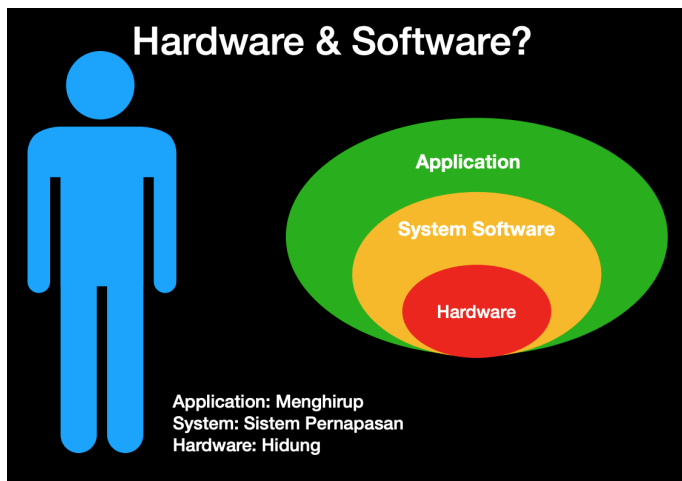 Hardware & Software?
Application
System Software
Hardware
Application: Menghirup
System: Sistem Pernapasan
Hardware: Hidung